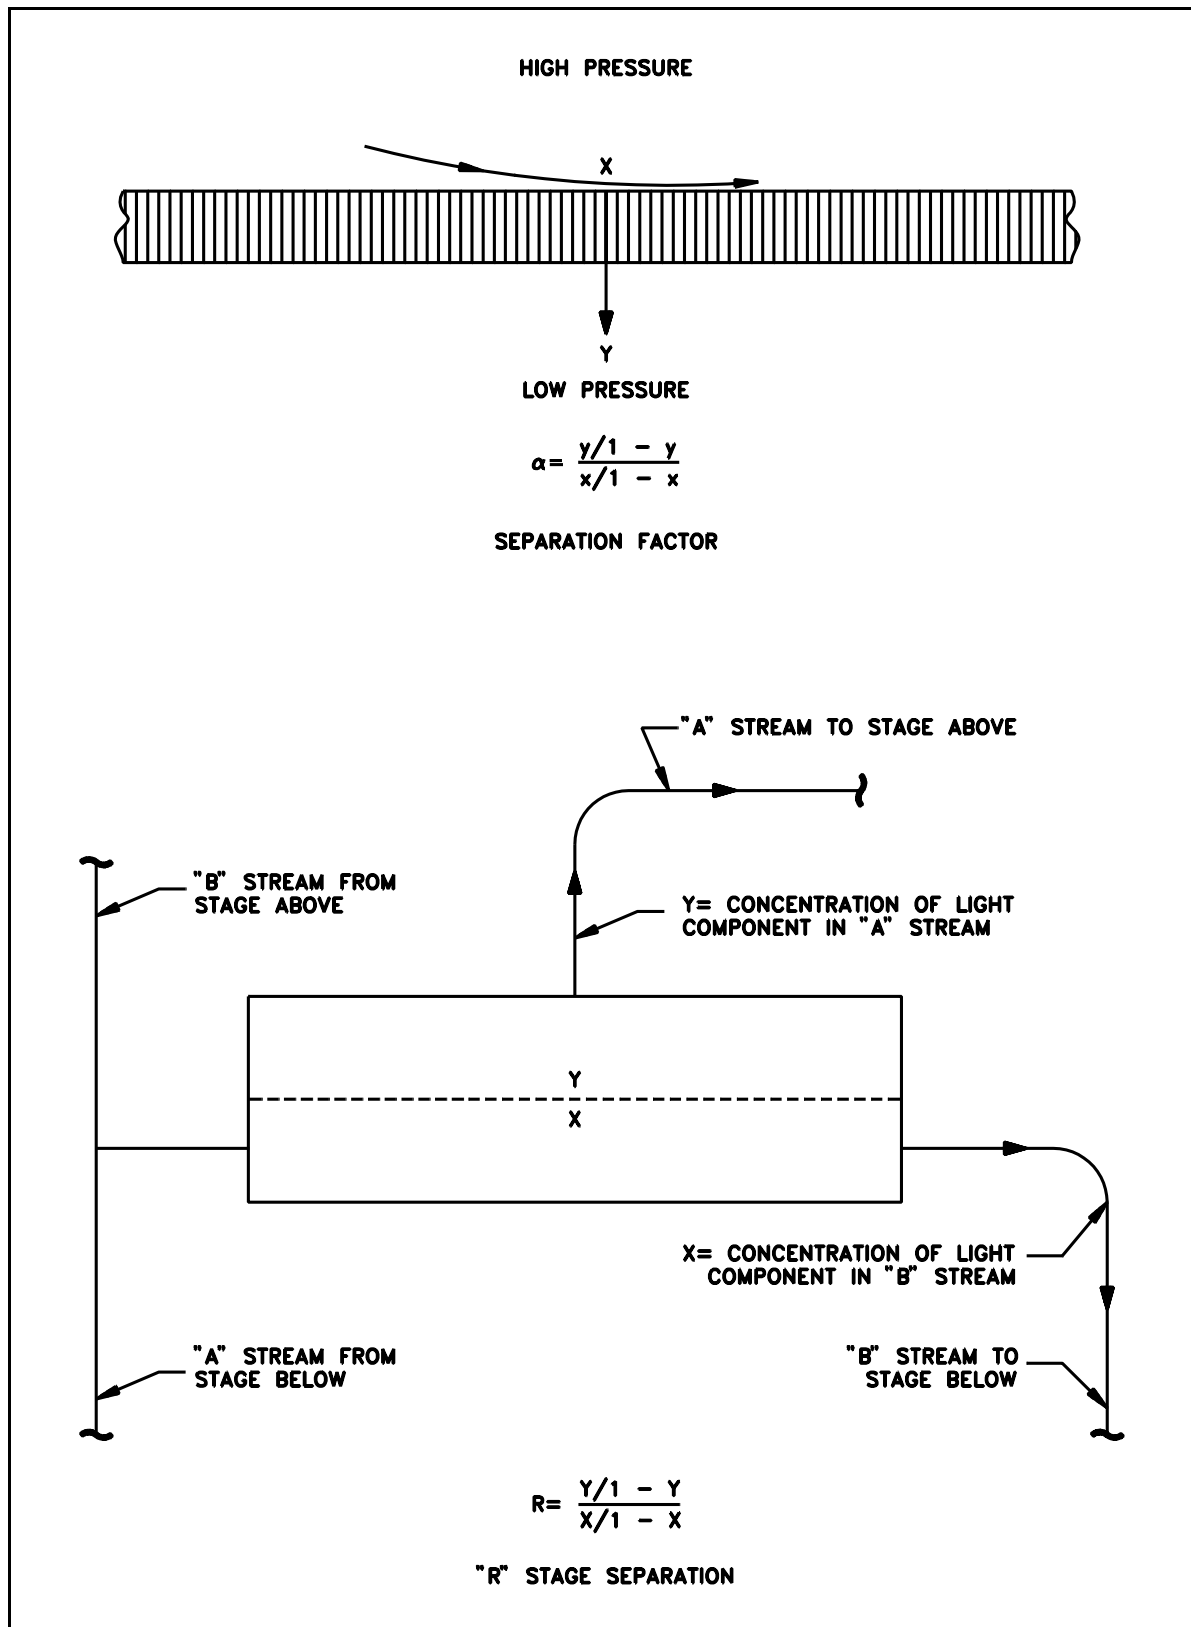 HIGH PRESSURE
X
Y
LOW PRESSURE
α= y/1 - y
x/1 - x
SEPARATION FACTOR
"A" STREAM TO STAGE ABOVE
"B" STREAM FROM
STAGE ABOVE
Y= CONCENTRATION OF LIGHT
COMPONENT IN "A" STREAM
Y
X
X= CONCENTRATION OF LIGHT
COMPONENT IN "B" STREAM
"A" STREAM FROM
STAGE BELOW
"B" STREAM TO
STAGE BELOW
R= Y/1 - Y
X/1 - X
"R" STAGE SEPARATION